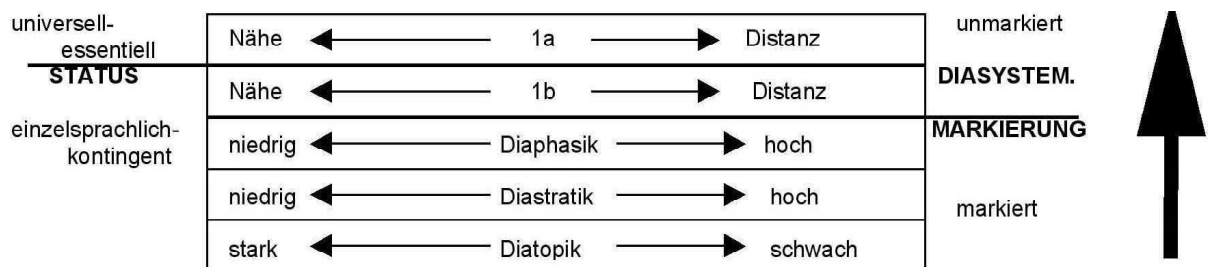 universell-
essentiell
STATUS
einzelsprachlich-
kontingent
Nähe 1a Distanz
Nähe 1b Distanz
niedrig Diaphasik hoch
niedrig Diastratik hoch
stark Diatopik schwach
unmarkiert
DIASYSTEM.
MARKIERUNG
markiert